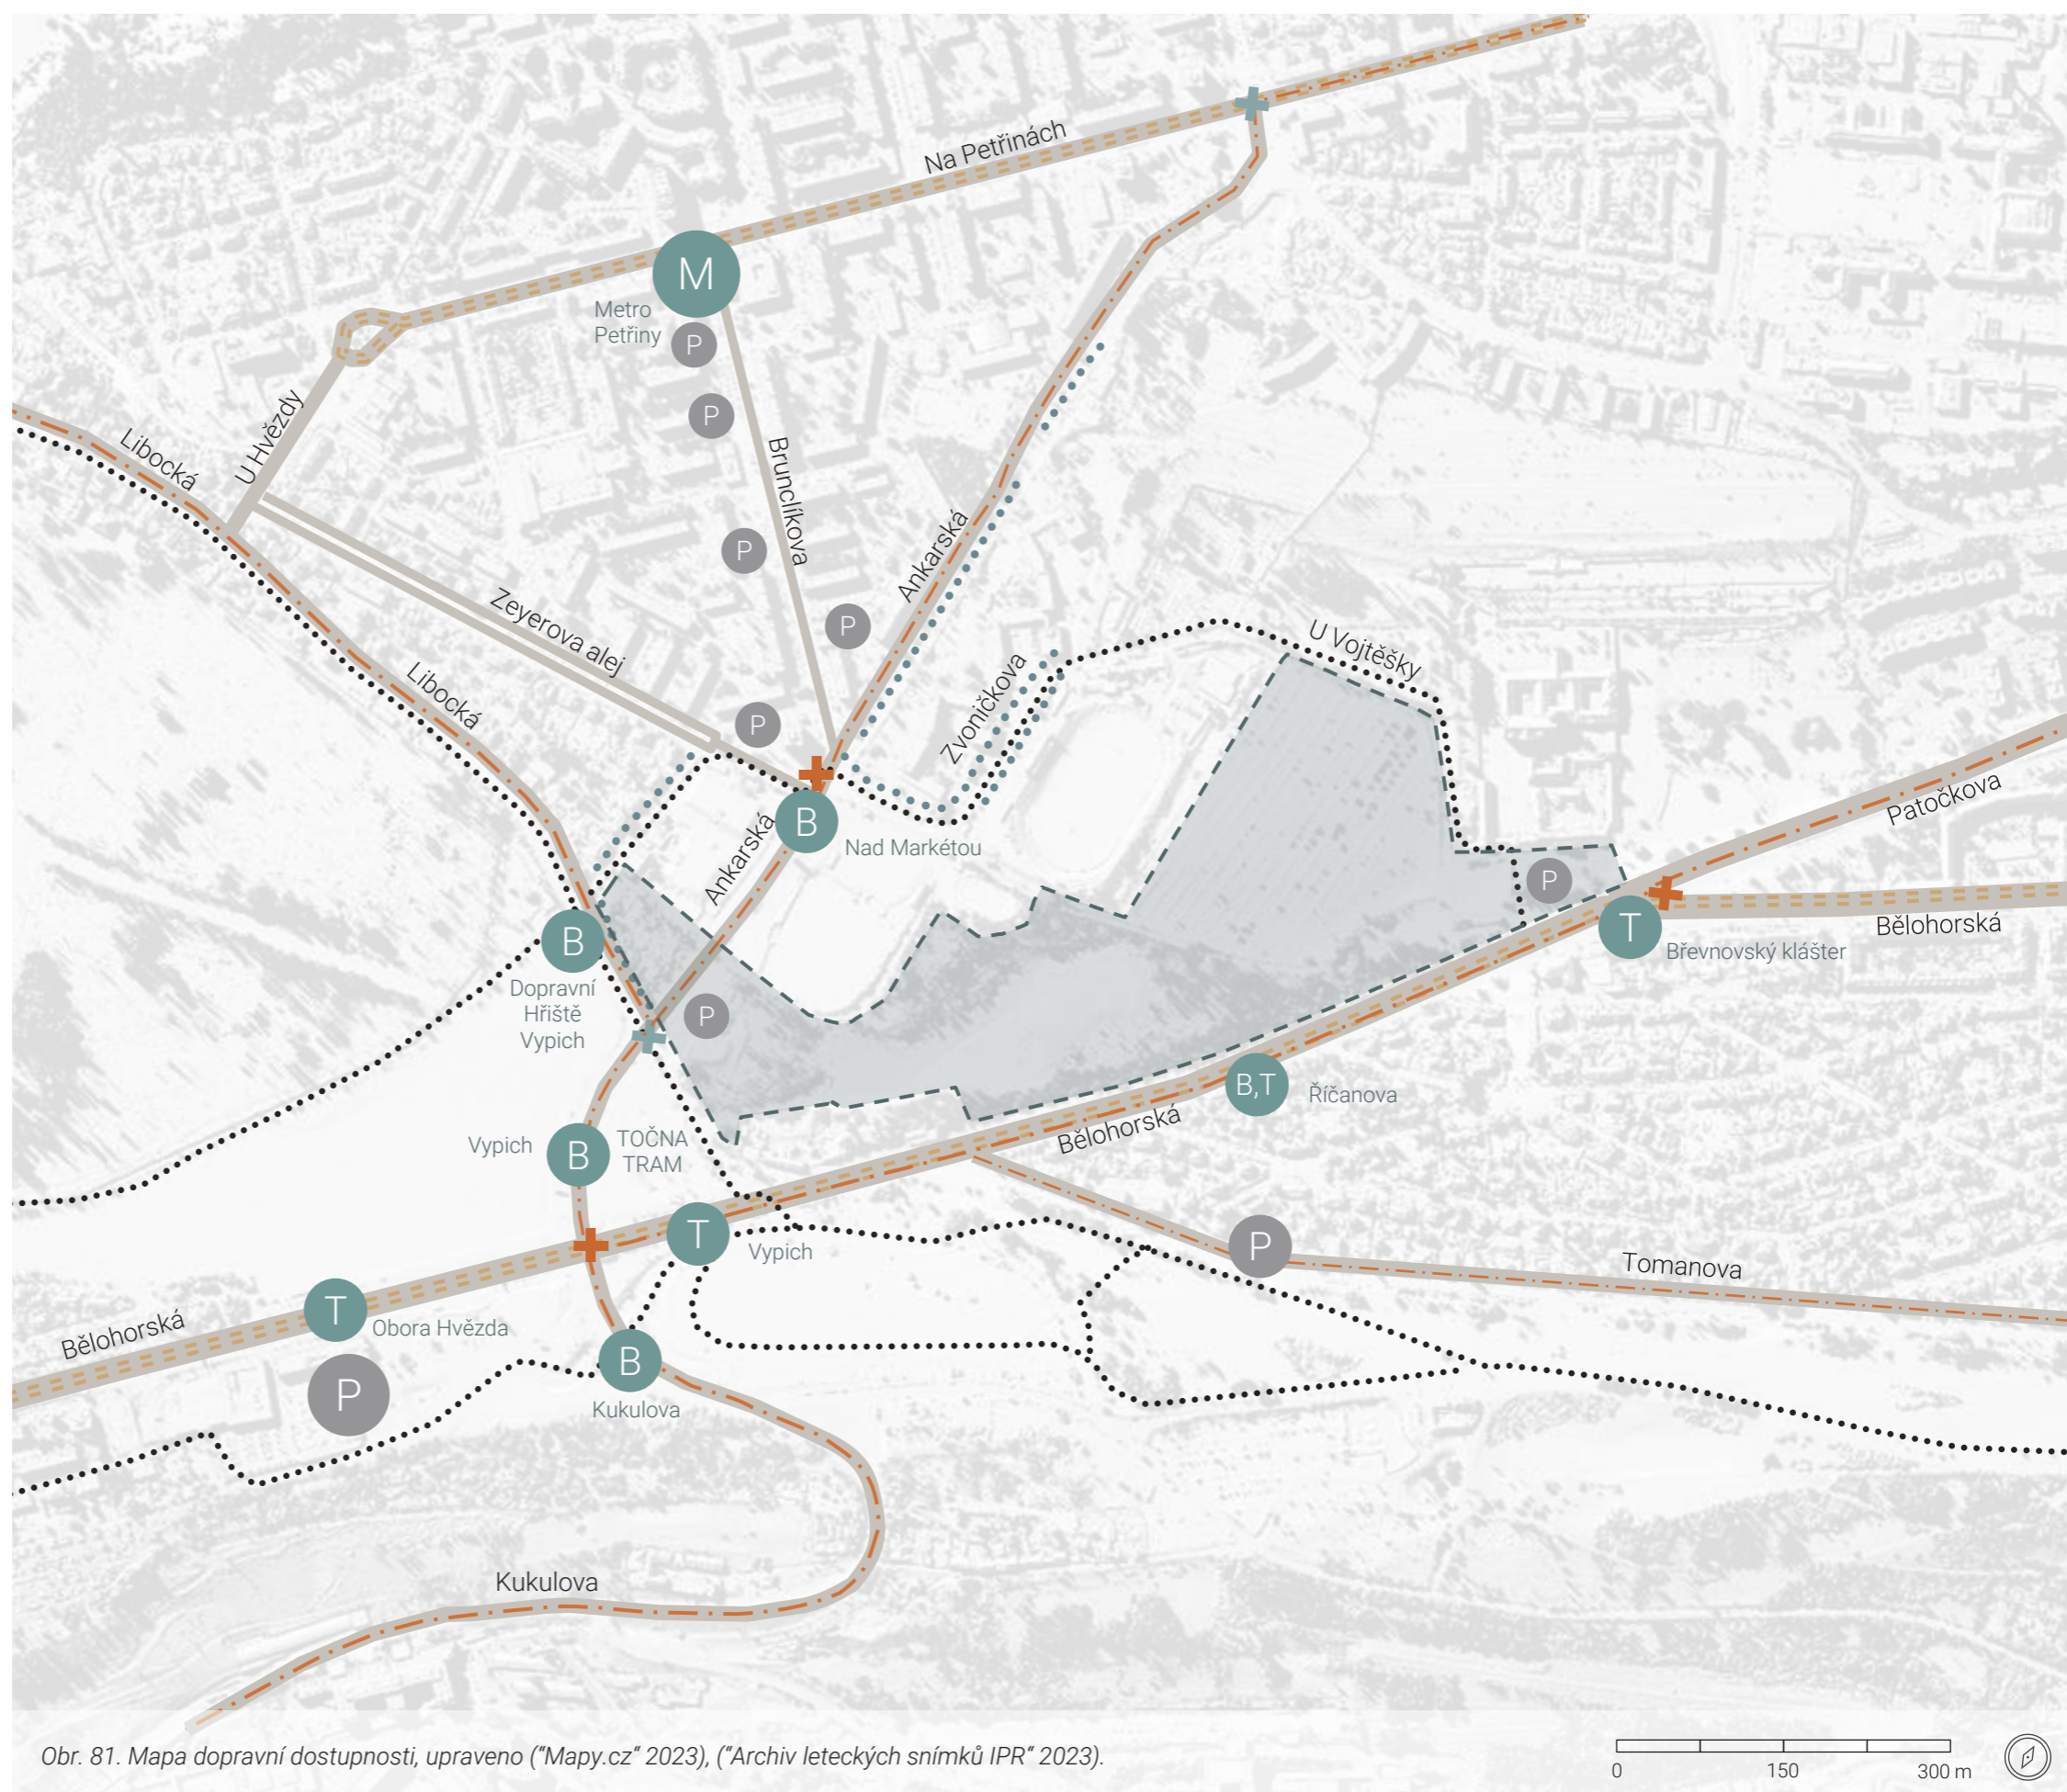 Na Petřinách
M
Metro
Petřiny
P
P
U Hvězdy
Libocká
Brunclíkova
P
Ankarská
Zeyerova alej
P
U Vojtěšky
Zvoničkova
Libocká
P
B
Nad Markétou
Ankarská
Patočkova
P
Bělohorská
T
Břevnovský klášter
B
Dopravní
Hřiště
Vypich
P
B,T
Říčanova
Bělohorská
Vypich
B
TOČNA
TRAM
T
Vypich
P
Tomanova
T
Obora Hvězda
Bělohorská
P
B
Kukulova
Kukulova
Obr. 81. Mapa dopravní dostupnosti, upraveno ("Mapy.cz" 2023), ("Archiv leteckých snímků IPR" 2023).
0 150 300 m